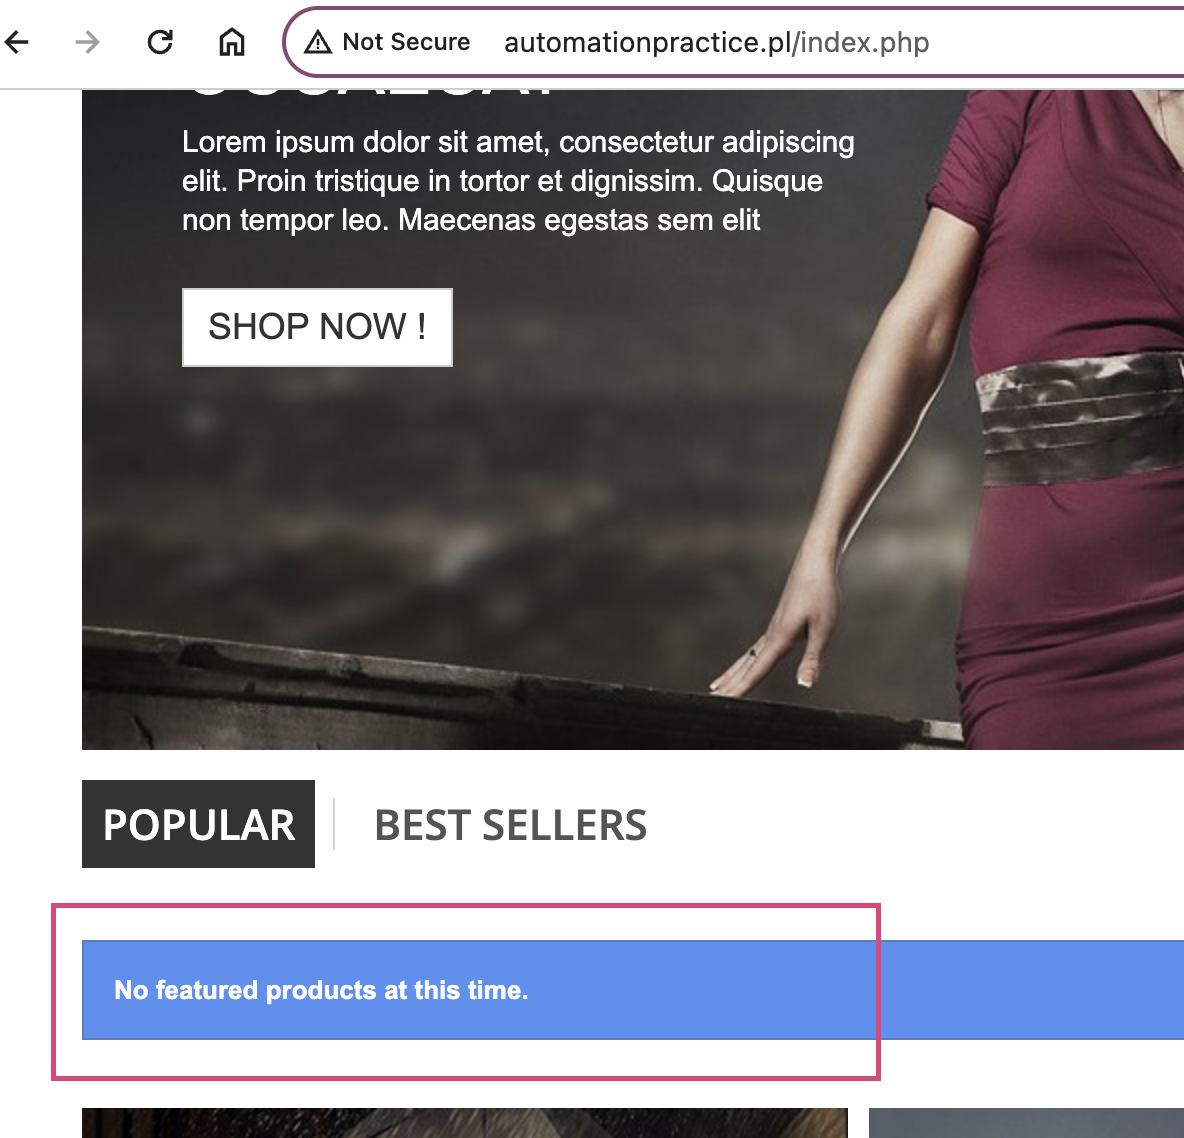 Not Secure automationpractice.pl/index.php
Lorem ipsum dolor sit amet, consectetur adipiscing
elit. Proin tristique in tortor et dignissim. Quisque
non tempor leo. Maecenas egestas sem elit
SHOP NOW !
POPULAR
BEST SELLERS
No featured products at this time.